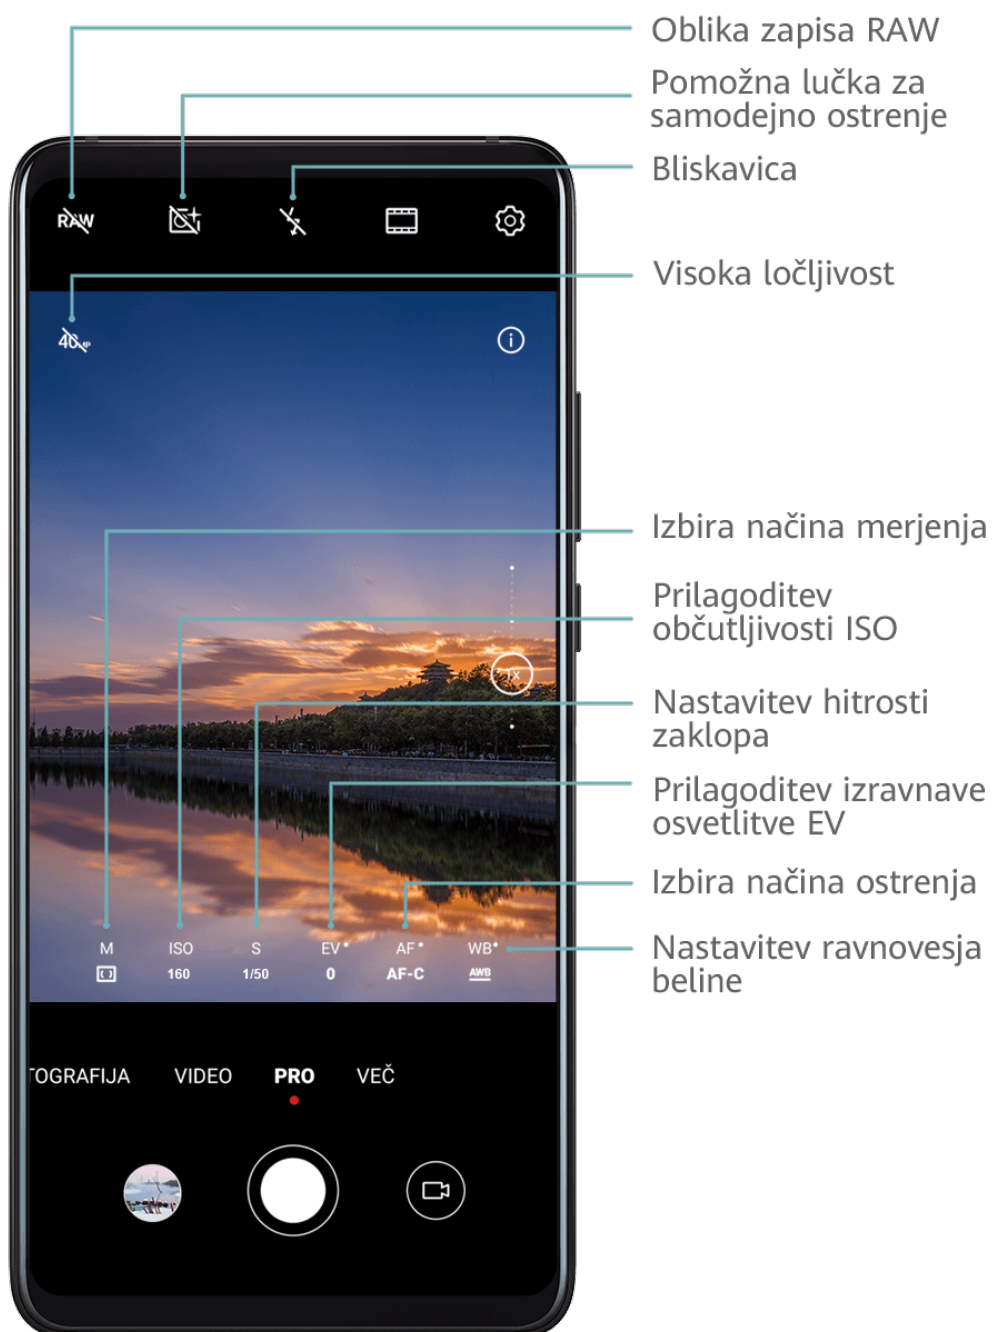 Oblika zapisa RAW
Pomožna lučka za
samodejno ostrenje
Bliskavica
RAW
Visoka ločljivost
40MP
Izbira načina merjenja
Prilagoditev
občutljivosti ISO
1x
Nastavitev hitrosti
zaklopa
Prilagoditev izravnave
osvetlitve EV
Izbira načina ostrenja
Nastavitev ravnovesja
beline
M ISO S EV AF WB
160 1/50 0 AF-C AWB
TOGRAFIJA VIDEO PRO VEČ